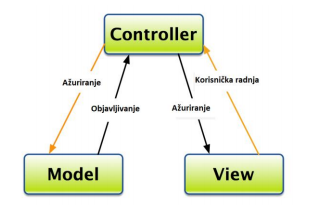 Controller
Ažuriranje
Korisnička radnja
Objavljivanje
Ažuriranje
Model
View